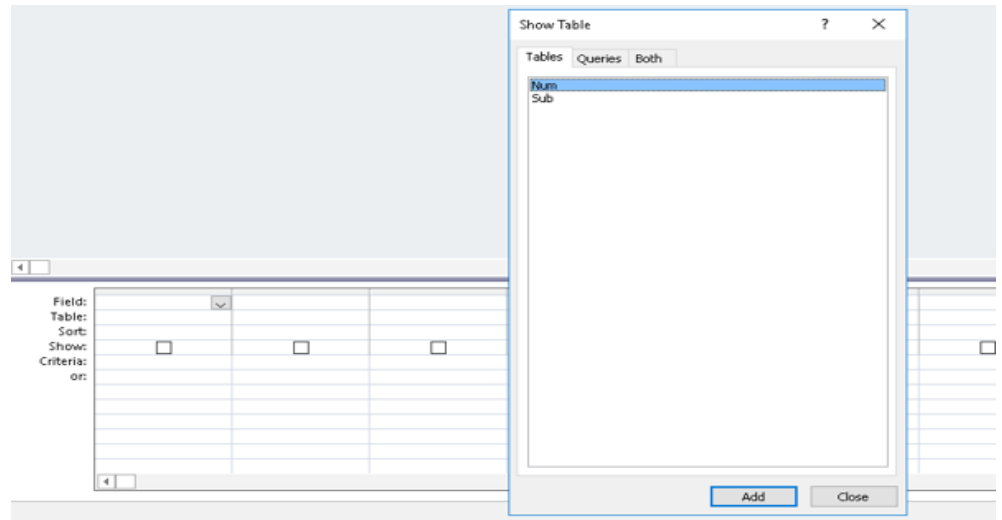 Show Table ?
Tables Queries Both
Num
Sub
Field:
Table:
Sort:
Show:
Criteria:
or:
Add Close